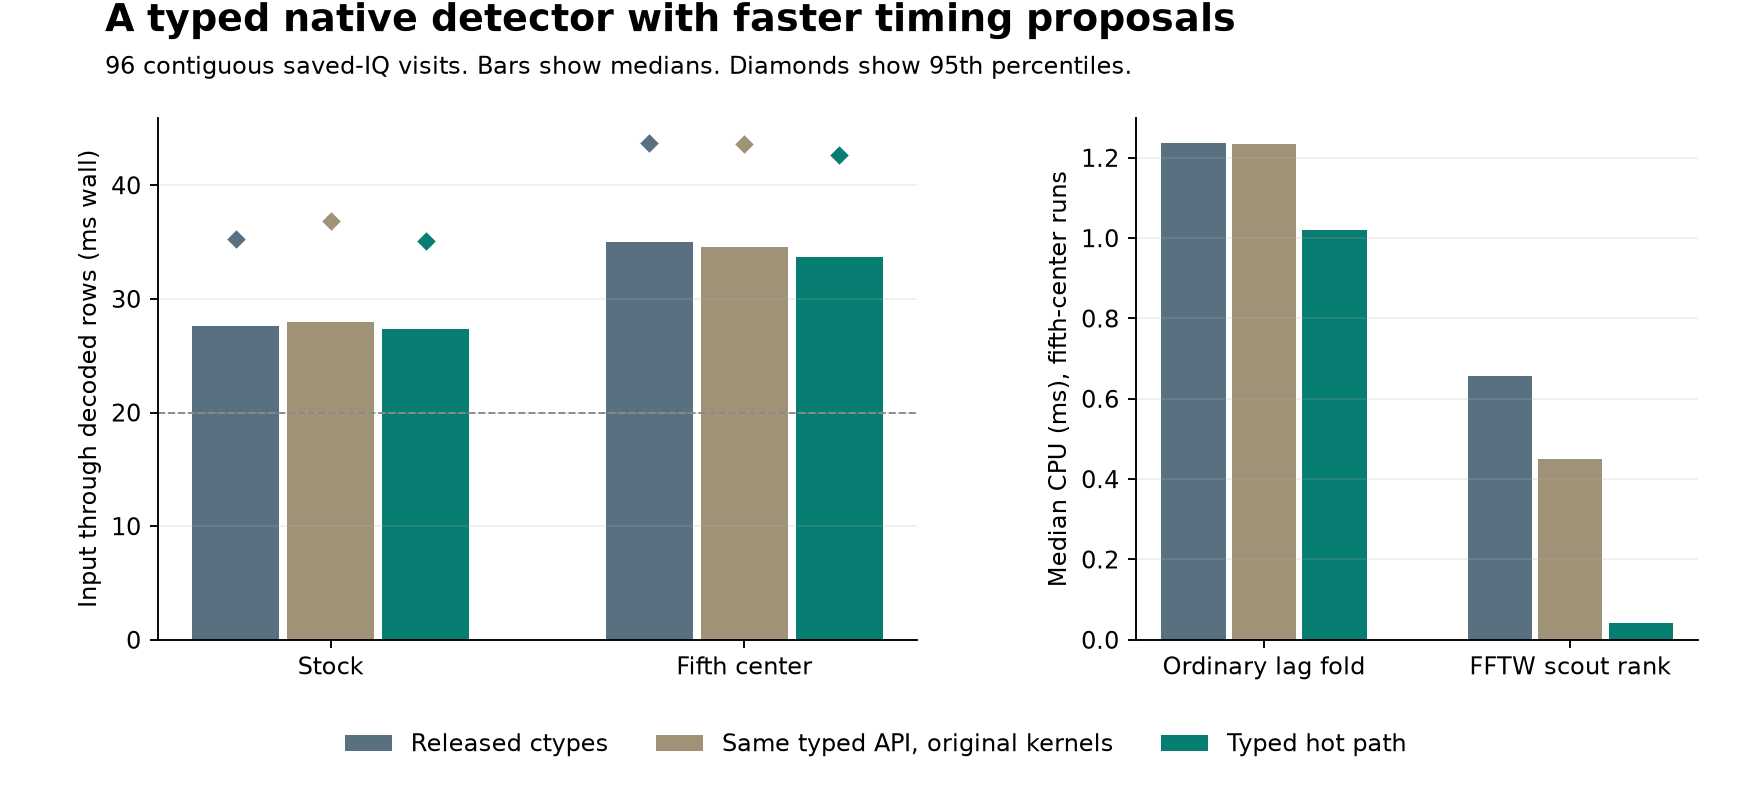 A typed native detector with faster timing proposals
96 contiguous saved-IQ visits. Bars show medians. Diamonds show 95th percentiles.
Input through decoded rows (ms wall)
40
30
20
10
0
Stock
Fifth center
Median CPU (ms), fifth-center runs
1.2
1.0
0.8
0.6
0.4
0.2
0.0
Ordinary lag fold
FFTW scout rank
Released ctypes
Same typed API, original kernels
Typed hot path